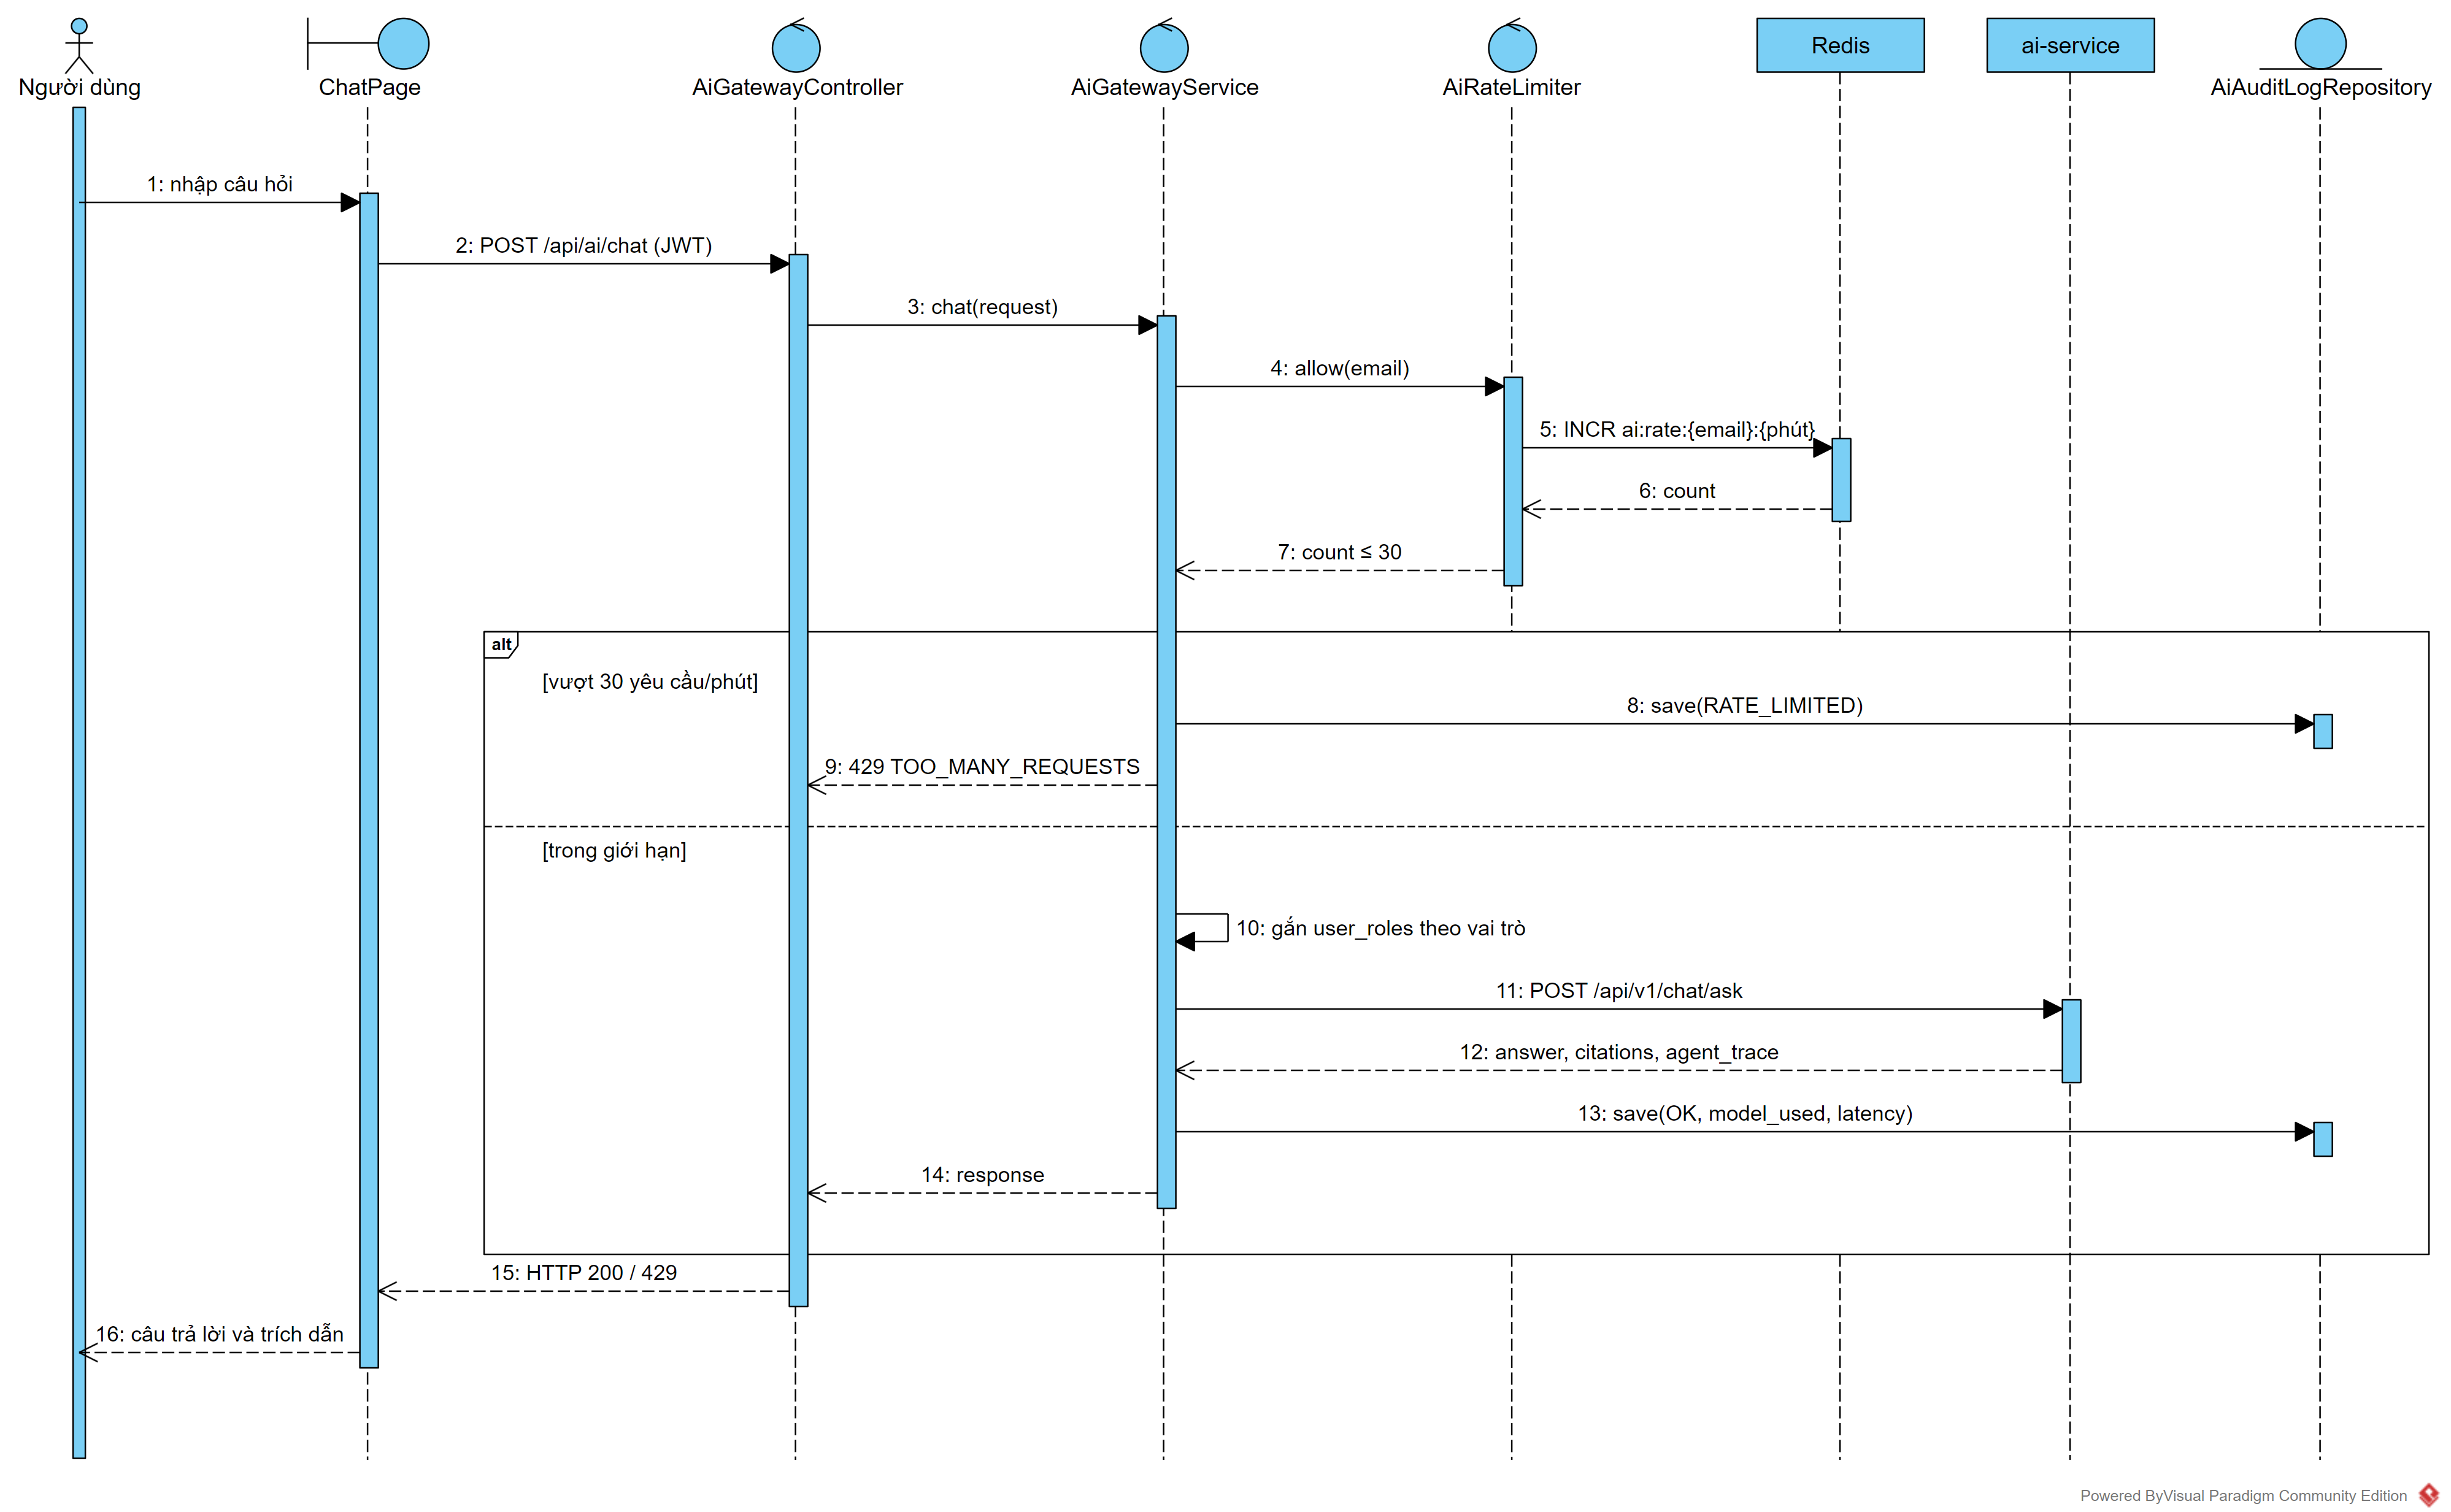 Người dùng
ChatPage
AiGatewayController
AiGatewayService
AiRateLimiter
Redis
ai-service
AiAuditLogRepository
1: nhập câu hỏi
2: POST /api/ai/chat (JWT)
3: chat(request)
4: allow(email)
5: INCR ai:rate:{email}:{phút}
6: count
7: count ≤ 30
alt
[vượt 30 yêu cầu/phút]
8: save(RATE_LIMITED)
9: 429 TOO_MANY_REQUESTS
[trong giới hạn]
10: gắn user_roles theo vai trò
11: POST /api/v1/chat/ask
12: answer, citations, agent_trace
13: save(OK, model_used, latency)
14: response
15: HTTP 200 / 429
16: câu trả lời và trích dẫn
Powered ByVisual Paradigm Community Edition